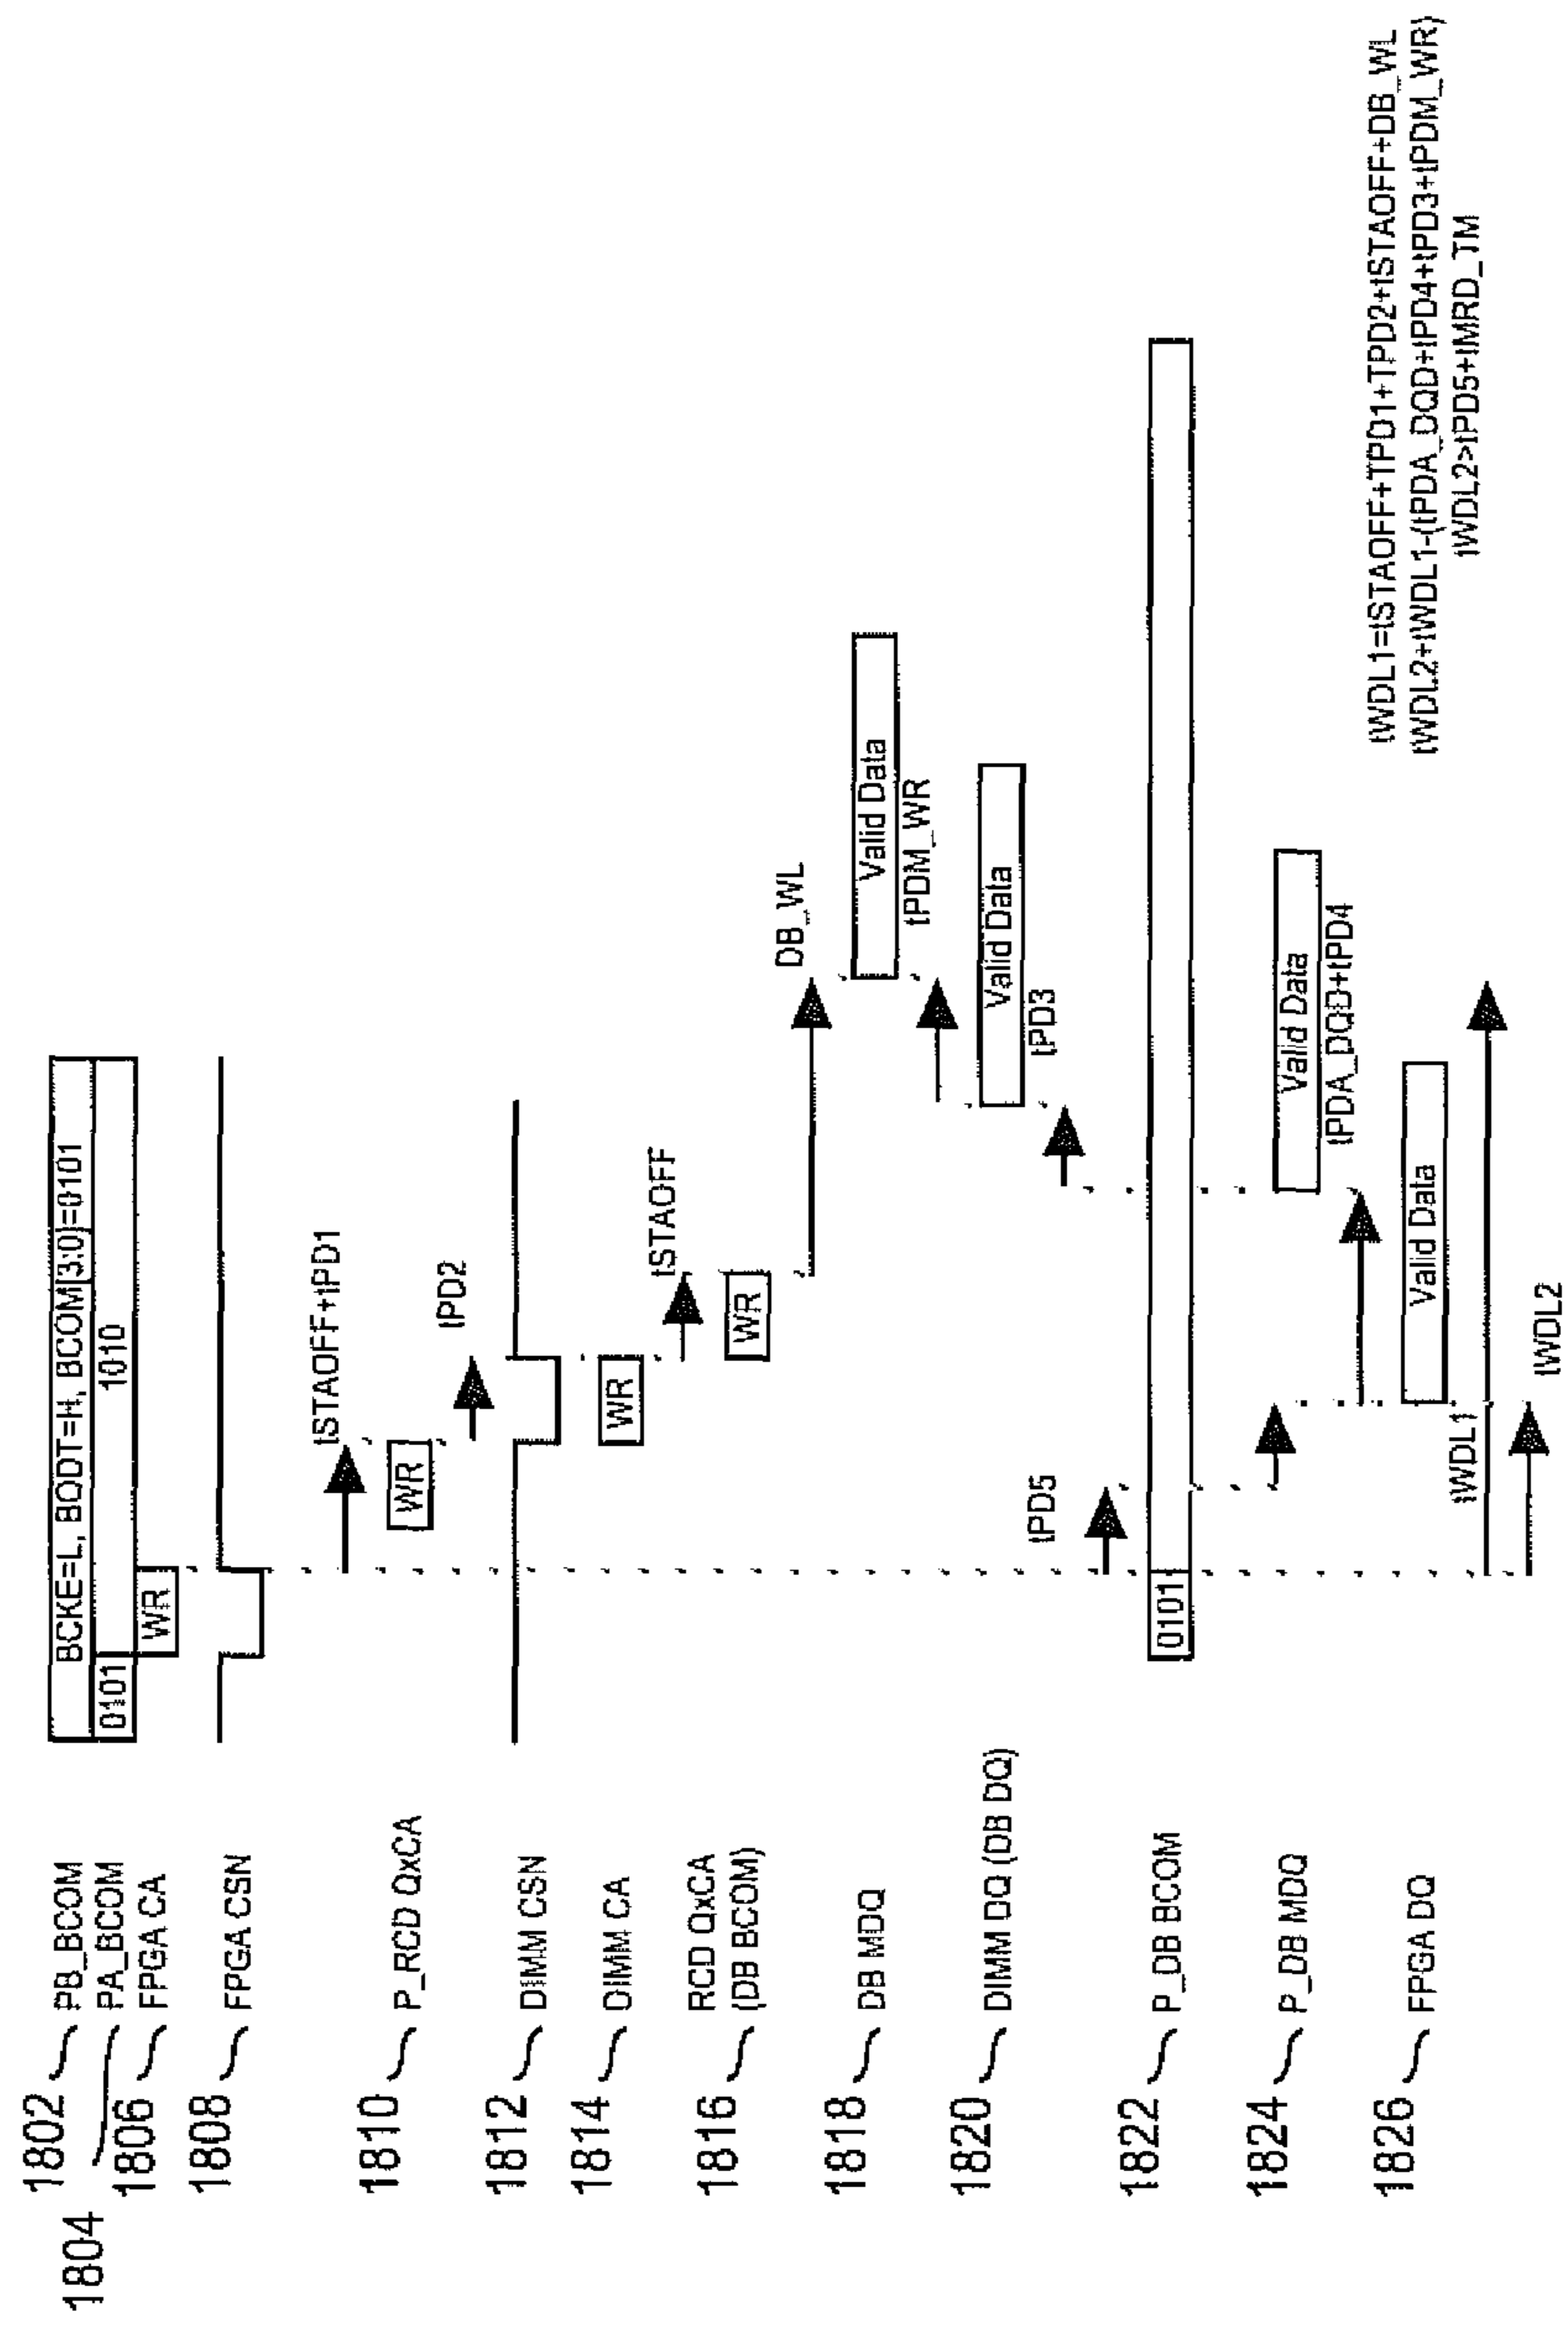 1802 PB_BCOM
BCKE=L, BODT=H, BCOM[3:0]=0101
1804 PA_BCOM
0101 1010
1806 FPGA CA
WR
1808 FPGA CSN
tSTAOFF+tPD1
1810 P_RCD QxCA
WR
tPD2
1812 DIMM CSN
1814 DIMM CA
WR
tSTAOFF
1816 RCD QxCA
(DB BCOM)
WR
DB_WL
1818 DB MDQ
Valid Data
tPDM_WR
1820 DIMM DQ (DB DQ)
Valid Data
tPD3
tPD5
1822 P_DB BCOM
0101
1824 P_DB MDQ
Valid Data
tPDA_DQD+tPD4
1826 FPGA DQ
Valid Data
tWDL1
tWDL2
tWDL1=tSTAOFF+TPD1+TPD2+tSTAOFF+DB_WL
tWDL2+tWDL1-(tPDA_DQD+tPD4+tPD3+tPDM_WR)
tWDL2>tPD5+tMRD_TM